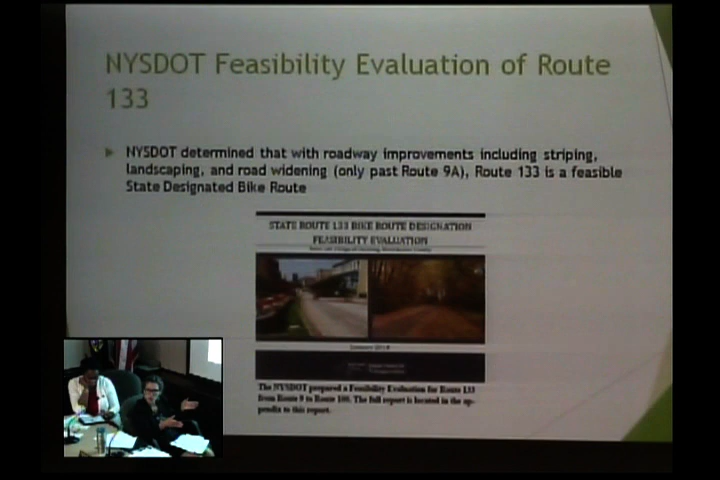 NYSDOT Feasibility Evaluation of Route
133
NYSDOT determined that with roadway improvements including striping,
landscaping, and road widening (only past Route 9A), Route 133 is a feasible
State Designated Bike Route
STATE ROUTE 133 BIKE ROUTE DESIGNATION
FEASIBILITY EVALUATION
The NYSDOT prepared a Feasibility Evaluation for Route 133
from Route 9 to Route 100. The full report is located in the ap-
pendix to this report.